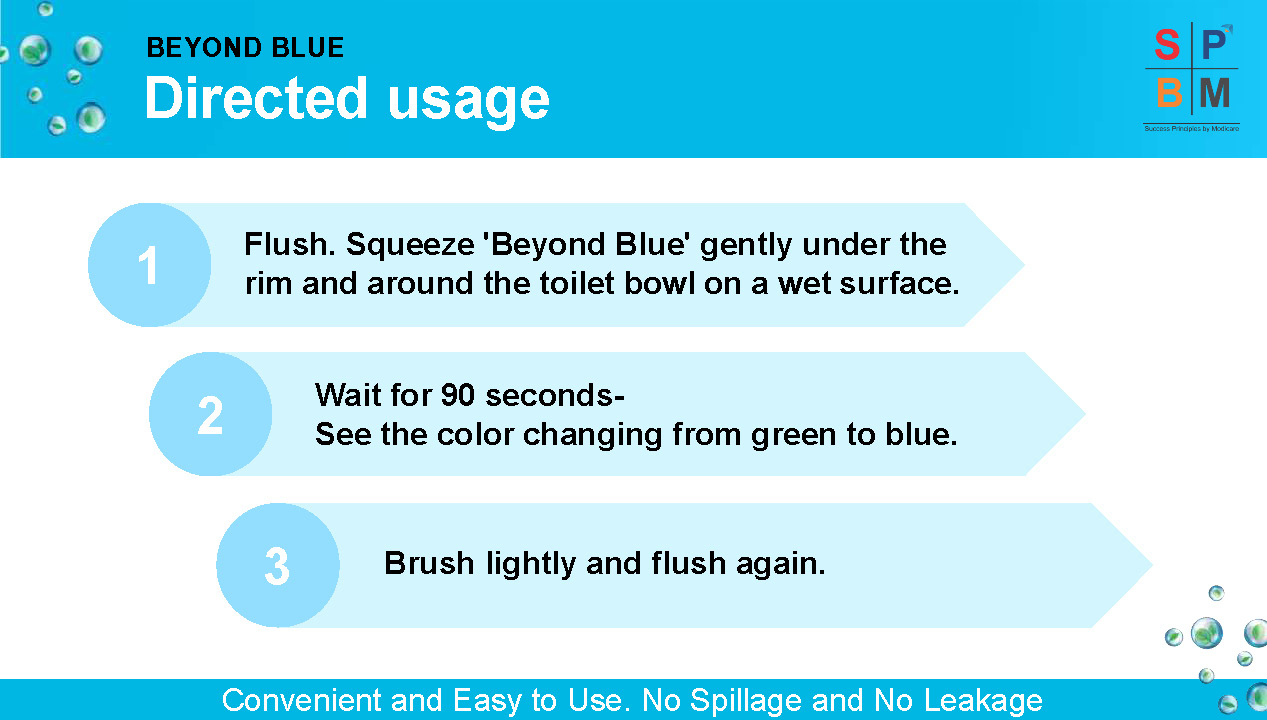 BEYOND BLUE
Directed usage
S P
B M
Success Principles by Modicare
1
Flush. Squeeze 'Beyond Blue' gently under the
rim and around the toilet bowl on a wet surface.
2
Wait for 90 seconds-
See the color changing from green to blue.
3
Brush lightly and flush again.
Convenient and Easy to Use. No Spillage and No Leakage